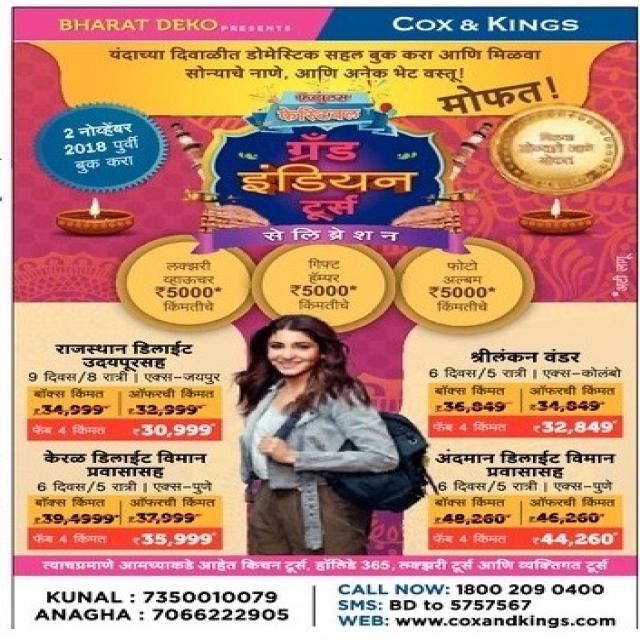 BHARAT DEKO PRESENTS COX & KINGS
यंदाच्या दिवाळीत डोमेस्टिक सहल बुक करा आणि मिळवा
सोन्याचे नाणे, आणि अनेक भेट वस्तू!
मोफत!
फेस्टिवल
2 नोव्हेंबर
2018 पुर्वी
बुक करा
ग्रँड
इंडियन
टूर्स
सेलिब्रेशन
लक्झरी
व्हाऊचर
₹5000*
किंमतीचे
गिफ्ट
हॅम्पर
₹5000*
किंमतीचे
फोटो
अल्बम
₹5000*
किंमतीचे
*अटी लागू
राजस्थान डिलाईट
उदयपूरसह
9 दिवस/8 रात्री | एक्स-जयपुर
बॉक्स किंमत ऑफरची किंमत
₹34,999* ₹32,999*
फॅब 4 किंमत ₹30,999*
श्रीलंकन वंडर
6 दिवस/5 रात्री | एक्स-कोलंबो
बॉक्स किंमत ऑफरची किंमत
₹36,849* ₹34,849*
फॅब 4 किंमत ₹32,849*
केरळ डिलाईट विमान
प्रवासासह
6 दिवस/5 रात्री | एक्स-पुणे
बॉक्स किंमत ऑफरची किंमत
₹39,4999* ₹37,999*
फॅब 4 किंमत ₹35,999*
अंदमान डिलाईट विमान
प्रवासासह
6 दिवस/5 रात्री | एक्स-पुणे
बॉक्स किंमत ऑफरची किंमत
₹48,260* ₹46,260*
फॅब 4 किंमत ₹44,260*
त्याचप्रमाणे आमच्याकडे आहेत किचन टूर्स, हॉलिडे 365, लक्झरी टूर्स आणि व्यक्तिगत टूर्स
KUNAL : 7350010079
ANAGHA : 7066222905
CALL NOW: 1800 209 0400
SMS: BD to 5757567
WEB: www.coxandkings.com